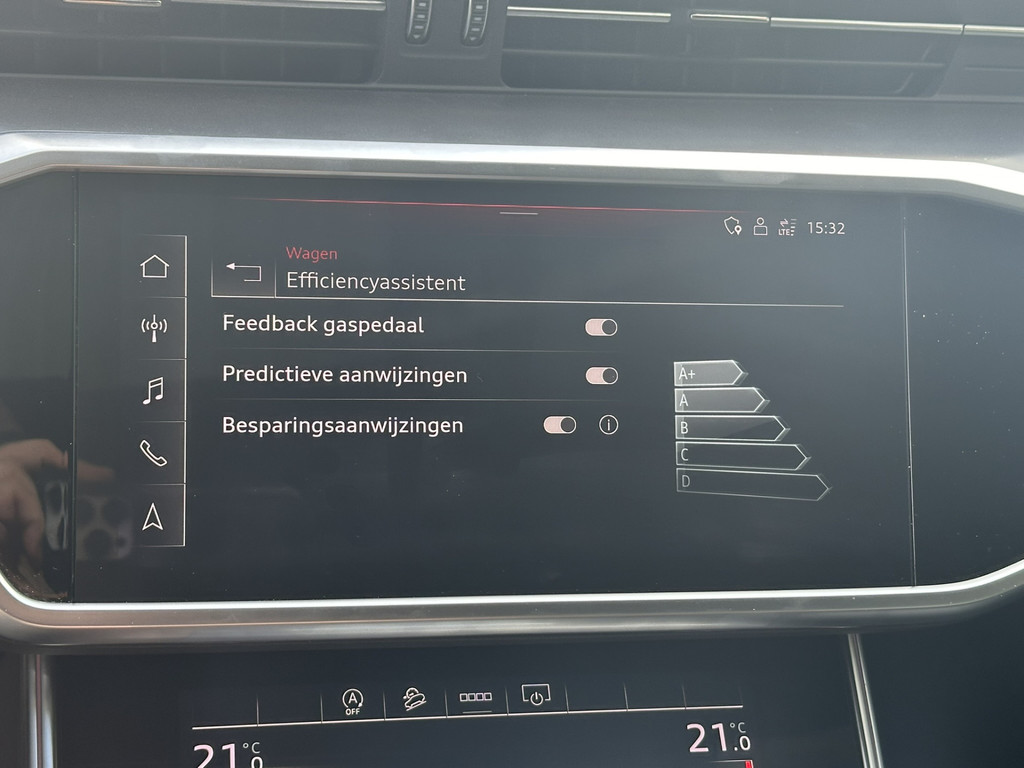 LTE 15:32
Wagen
Efficiencyassistent
Feedback gaspedaal
Predictieve aanwijzingen
Besparingsaanwijzingen
A+
A
B
C
D
A
OFF
21°C
.0
21.0°C